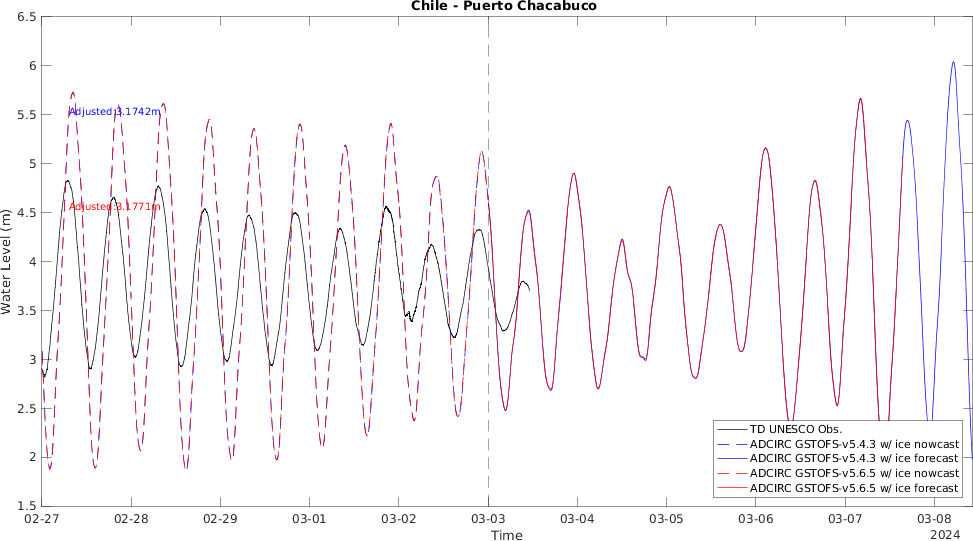 Chile - Puerto Chacabuco
6.5
6
5.5
5
4.5
4
3.5
3
2.5
2
1.5
Water Level (m)
Adjusted:3.1742m
Adjusted:3.1771m
TD UNESCO Obs.
ADCIRC GSTOFS-v5.4.3 w/ ice nowcast
ADCIRC GSTOFS-v5.4.3 w/ ice forecast
ADCIRC GSTOFS-v5.6.5 w/ ice nowcast
ADCIRC GSTOFS-v5.6.5 w/ ice forecast
02-27 02-28 02-29 03-01 03-02 03-03 03-04 03-05 03-06 03-07 03-08
Time
2024